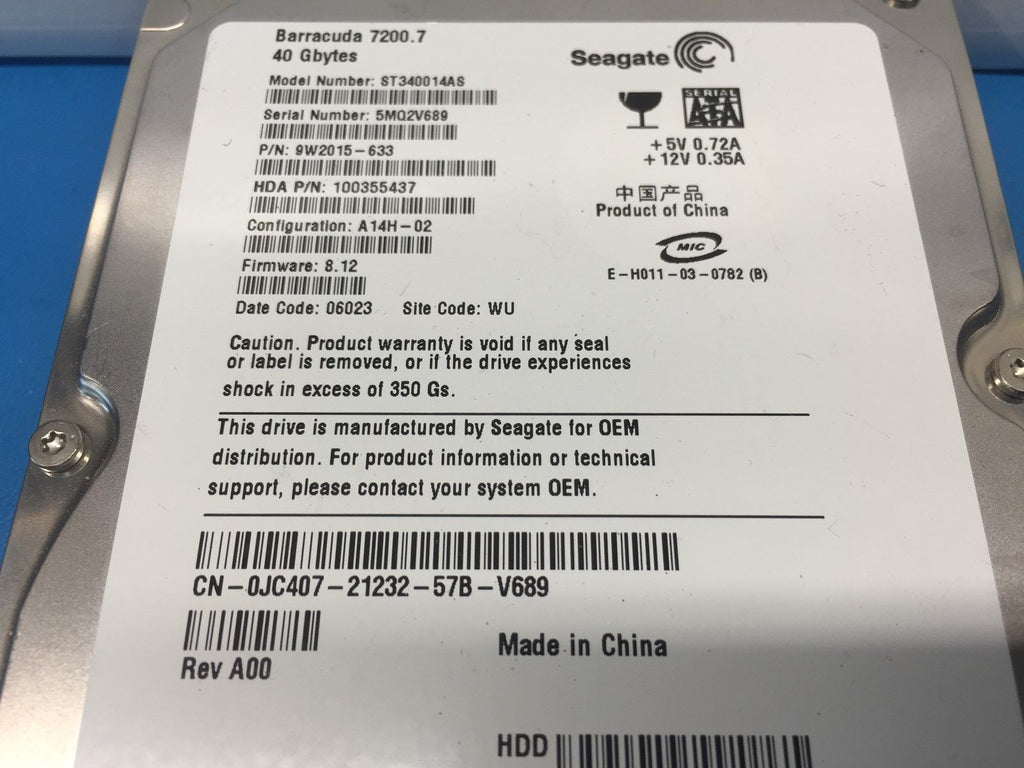 Barracuda 7200.7
40 Gbytes
Model Number: ST340014AS
Serial Number: 5MQ2V689
P/N: 9W2015-633
HDA P/N: 100355437
Configuration: A14H-02
Firmware: 8.12
Date Code: 06023 Site Code: WU
Seagate
SERIAL
ATA
+5V 0.72A
+12V 0.35A
中国产品
Product of China
MIC
E-H011-03-0782 (B)
Caution. Product warranty is void if any seal
or label is removed, or if the drive experiences
shock in excess of 350 Gs.
This drive is manufactured by Seagate for OEM
distribution. For product information or technical
support, please contact your system OEM.
CN-0JC407-21232-57B-V689
Rev A00
Made in China
HDD